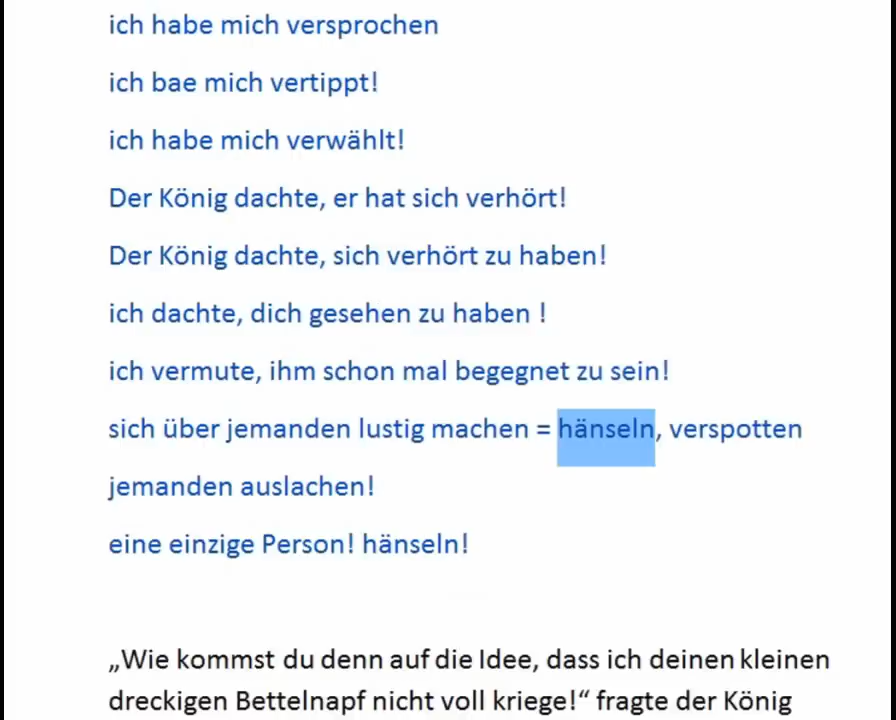 ich habe mich versprochen
ich bae mich vertippt!
ich habe mich verwählt!
Der König dachte, er hat sich verhört!
Der König dachte, sich verhört zu haben!
ich dachte, dich gesehen zu haben !
ich vermute, ihm schon mal begegnet zu sein!
sich über jemanden lustig machen = hänseln, verspotten
jemanden auslachen!
eine einzige Person! hänseln!
„Wie kommst du denn auf die Idee, dass ich deinen kleinen
dreckigen Bettelnapf nicht voll kriege!“ fragte der König